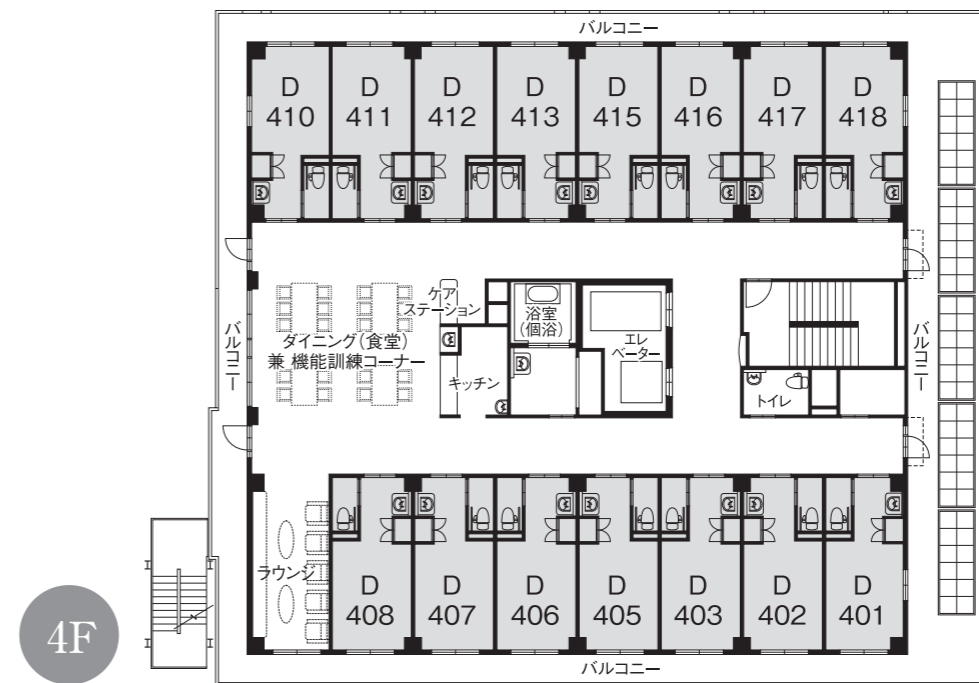 バルコニー
D
410
D
411
D
412
D
413
D
415
D
416
D
417
D
418
ケア
ステーション
浴室
(個浴)
エレ
ベーター
ダイニング(食堂)
兼 機能訓練コーナー
キッチン
トイレ
バルコニー
バルコニー
ラウンジ
D
408
D
407
D
406
D
405
D
403
D
402
D
401
4F
バルコニー